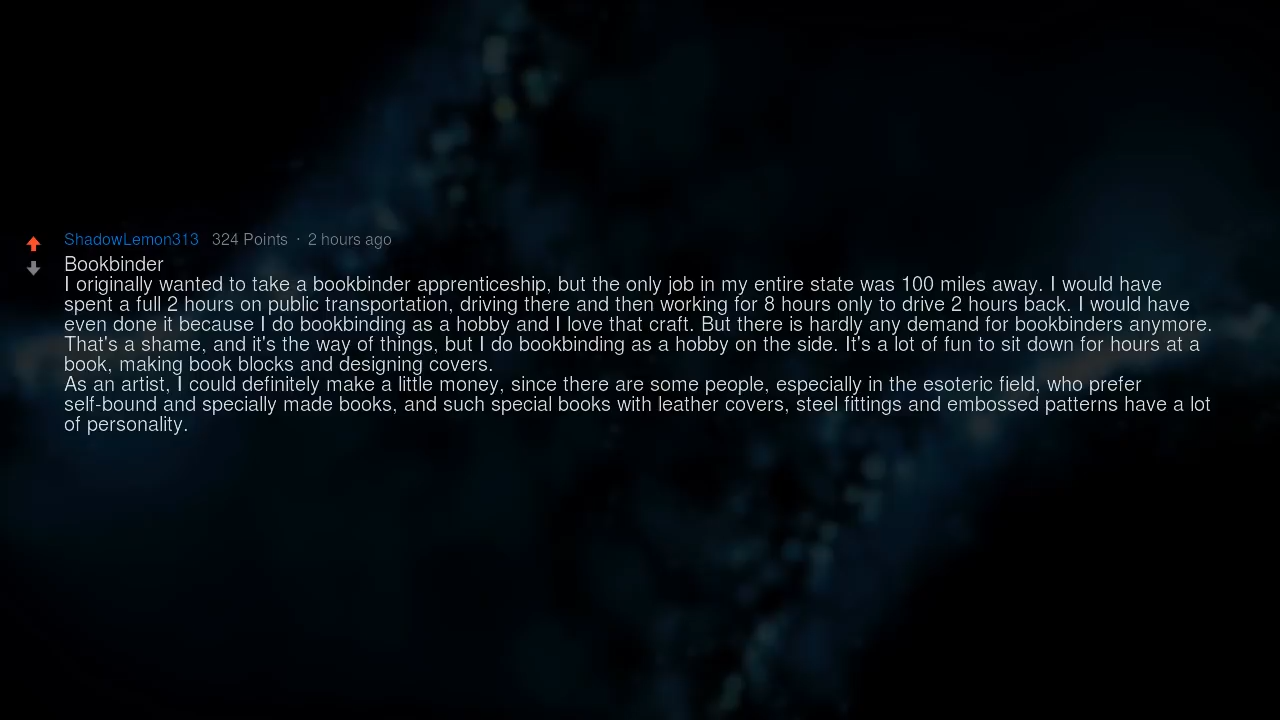 ShadowLemon313 324 Points · 2 hours ago
Bookbinder
I originally wanted to take a bookbinder apprenticeship, but the only job in my entire state was 100 miles away. I would have
spent a full 2 hours on public transportation, driving there and then working for 8 hours only to drive 2 hours back. I would have
even done it because I do bookbinding as a hobby and I love that craft. But there is hardly any demand for bookbinders anymore.
That's a shame, and it's the way of things, but I do bookbinding as a hobby on the side. It's a lot of fun to sit down for hours at a
book, making book blocks and designing covers.
As an artist, I could definitely make a little money, since there are some people, especially in the esoteric field, who prefer
self-bound and specially made books, and such special books with leather covers, steel fittings and embossed patterns have a lot
of personality.